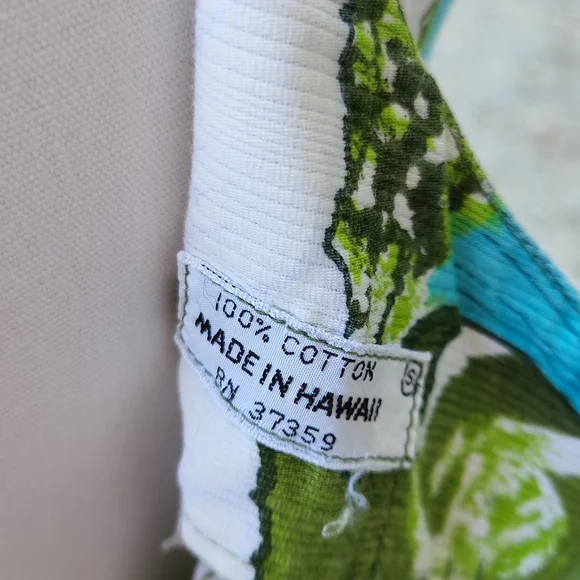 100% COTTON
MADE IN HAWAII
RN 37359
S